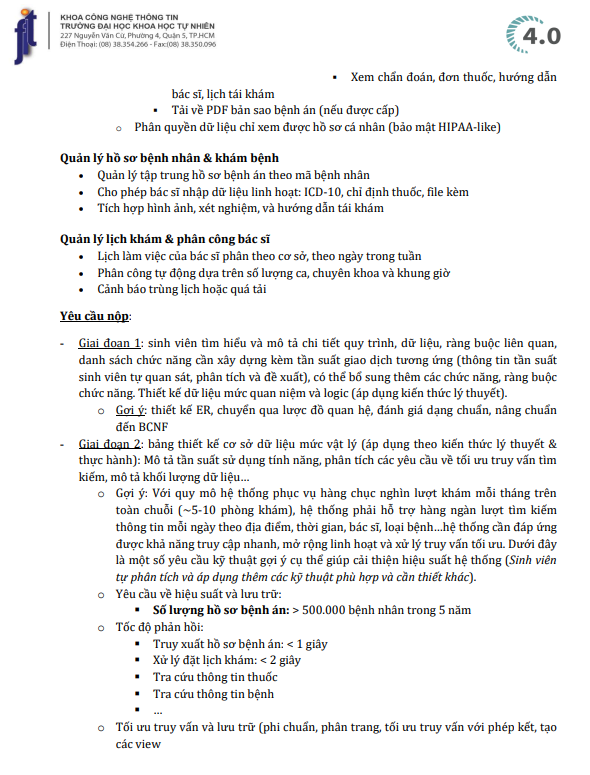 KHOA CÔNG NGHỆ THÔNG TIN
TRƯỜNG ĐẠI HỌC KHOA HỌC TỰ NHIÊN
227 Nguyễn Văn Cừ, Phường 4, Quận 5, TP.HCM
Điện Thoại: (08) 38.354.266 - Fax:(08) 38.350.096
fit
4.0
▪ Xem chẩn đoán, đơn thuốc, hướng dẫn
bác sĩ, lịch tái khám
▪ Tải về PDF bản sao bệnh án (nếu được cấp)
o Phân quyền dữ liệu chỉ xem được hồ sơ cá nhân (bảo mật HIPAA-like)
Quản lý hồ sơ bệnh nhân & khám bệnh
• Quản lý tập trung hồ sơ bệnh án theo mã bệnh nhân
• Cho phép bác sĩ nhập dữ liệu linh hoạt: ICD-10, chỉ định thuốc, file kèm
• Tích hợp hình ảnh, xét nghiệm, và hướng dẫn tái khám
Quản lý lịch khám & phân công bác sĩ
• Lịch làm việc của bác sĩ phân theo cơ sở, theo ngày trong tuần
• Phân công tự động dựa trên số lượng ca, chuyên khoa và khung giờ
• Cảnh báo trùng lịch hoặc quá tải
Yêu cầu nộp:
- Giai đoạn 1: sinh viên tìm hiểu và mô tả chi tiết quy trình, dữ liệu, ràng buộc liên quan,
danh sách chức năng cần xây dựng kèm tần suất giao dịch tương ứng (thông tin tần suất
sinh viên tự quan sát, phân tích và đề xuất), có thể bổ sung thêm các chức năng, ràng buộc
chức năng. Thiết kế dữ liệu mức quan niệm và logic (áp dụng kiến thức lý thuyết).
o Gợi ý: thiết kế ER, chuyển qua lược đồ quan hệ, đánh giá dạng chuẩn, nâng chuẩn
đến BCNF
- Giai đoạn 2: bảng thiết kế cơ sở dữ liệu mức vật lý (áp dụng theo kiến thức lý thuyết &
thực hành): Mô tả tần suất sử dụng tính năng, phân tích các yêu cầu về tối ưu truy vấn tìm
kiếm, mô tả khối lượng dữ liệu...
o Gợi ý: Với quy mô hệ thống phục vụ hàng chục nghìn lượt khám mỗi tháng trên
toàn chuỗi (~5-10 phòng khám), hệ thống phải hỗ trợ hàng ngàn lượt tìm kiếm
thông tin mỗi ngày theo địa điểm, thời gian, bác sĩ, loại bệnh...hệ thống cần đáp ứng
được khả năng truy cập nhanh, mở rộng linh hoạt và xử lý truy vấn tối ưu. Dưới đây
là một số yêu cầu kỹ thuật gợi ý cụ thể giúp cải thiện hiệu suất hệ thống (Sinh viên
tự phân tích và áp dụng thêm các kỹ thuật phù hợp và cần thiết khác).
o Yêu cầu về hiệu suất và lưu trữ:
▪ Số lượng hồ sơ bệnh án: > 500.000 bệnh nhân trong 5 năm
o Tốc độ phản hồi:
▪ Truy xuất hồ sơ bệnh án: < 1 giây
▪ Xử lý đặt lịch khám: < 2 giây
▪ Tra cứu thông tin thuốc
▪ Tra cứu thông tin bệnh
▪ ...
o Tối ưu truy vấn và lưu trữ (phi chuẩn, phân trang, tối ưu truy vấn với phép kết, tạo
các view